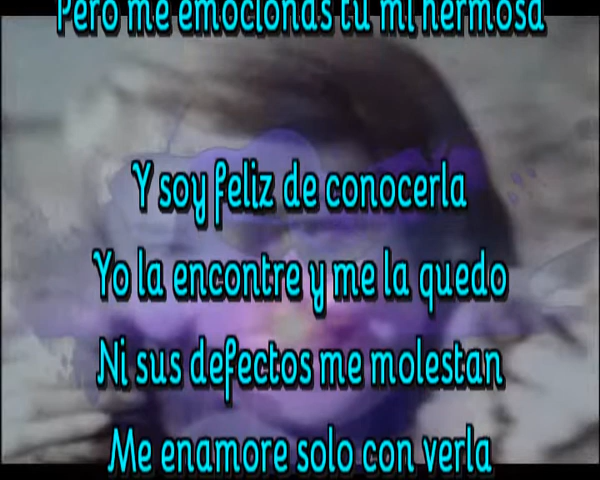 Pero me emocionas tu mi hermosa
Y soy feliz de conocerla
Yo la encontre y me la quedo
Ni sus defectos me molestan
Me enamore solo con verla